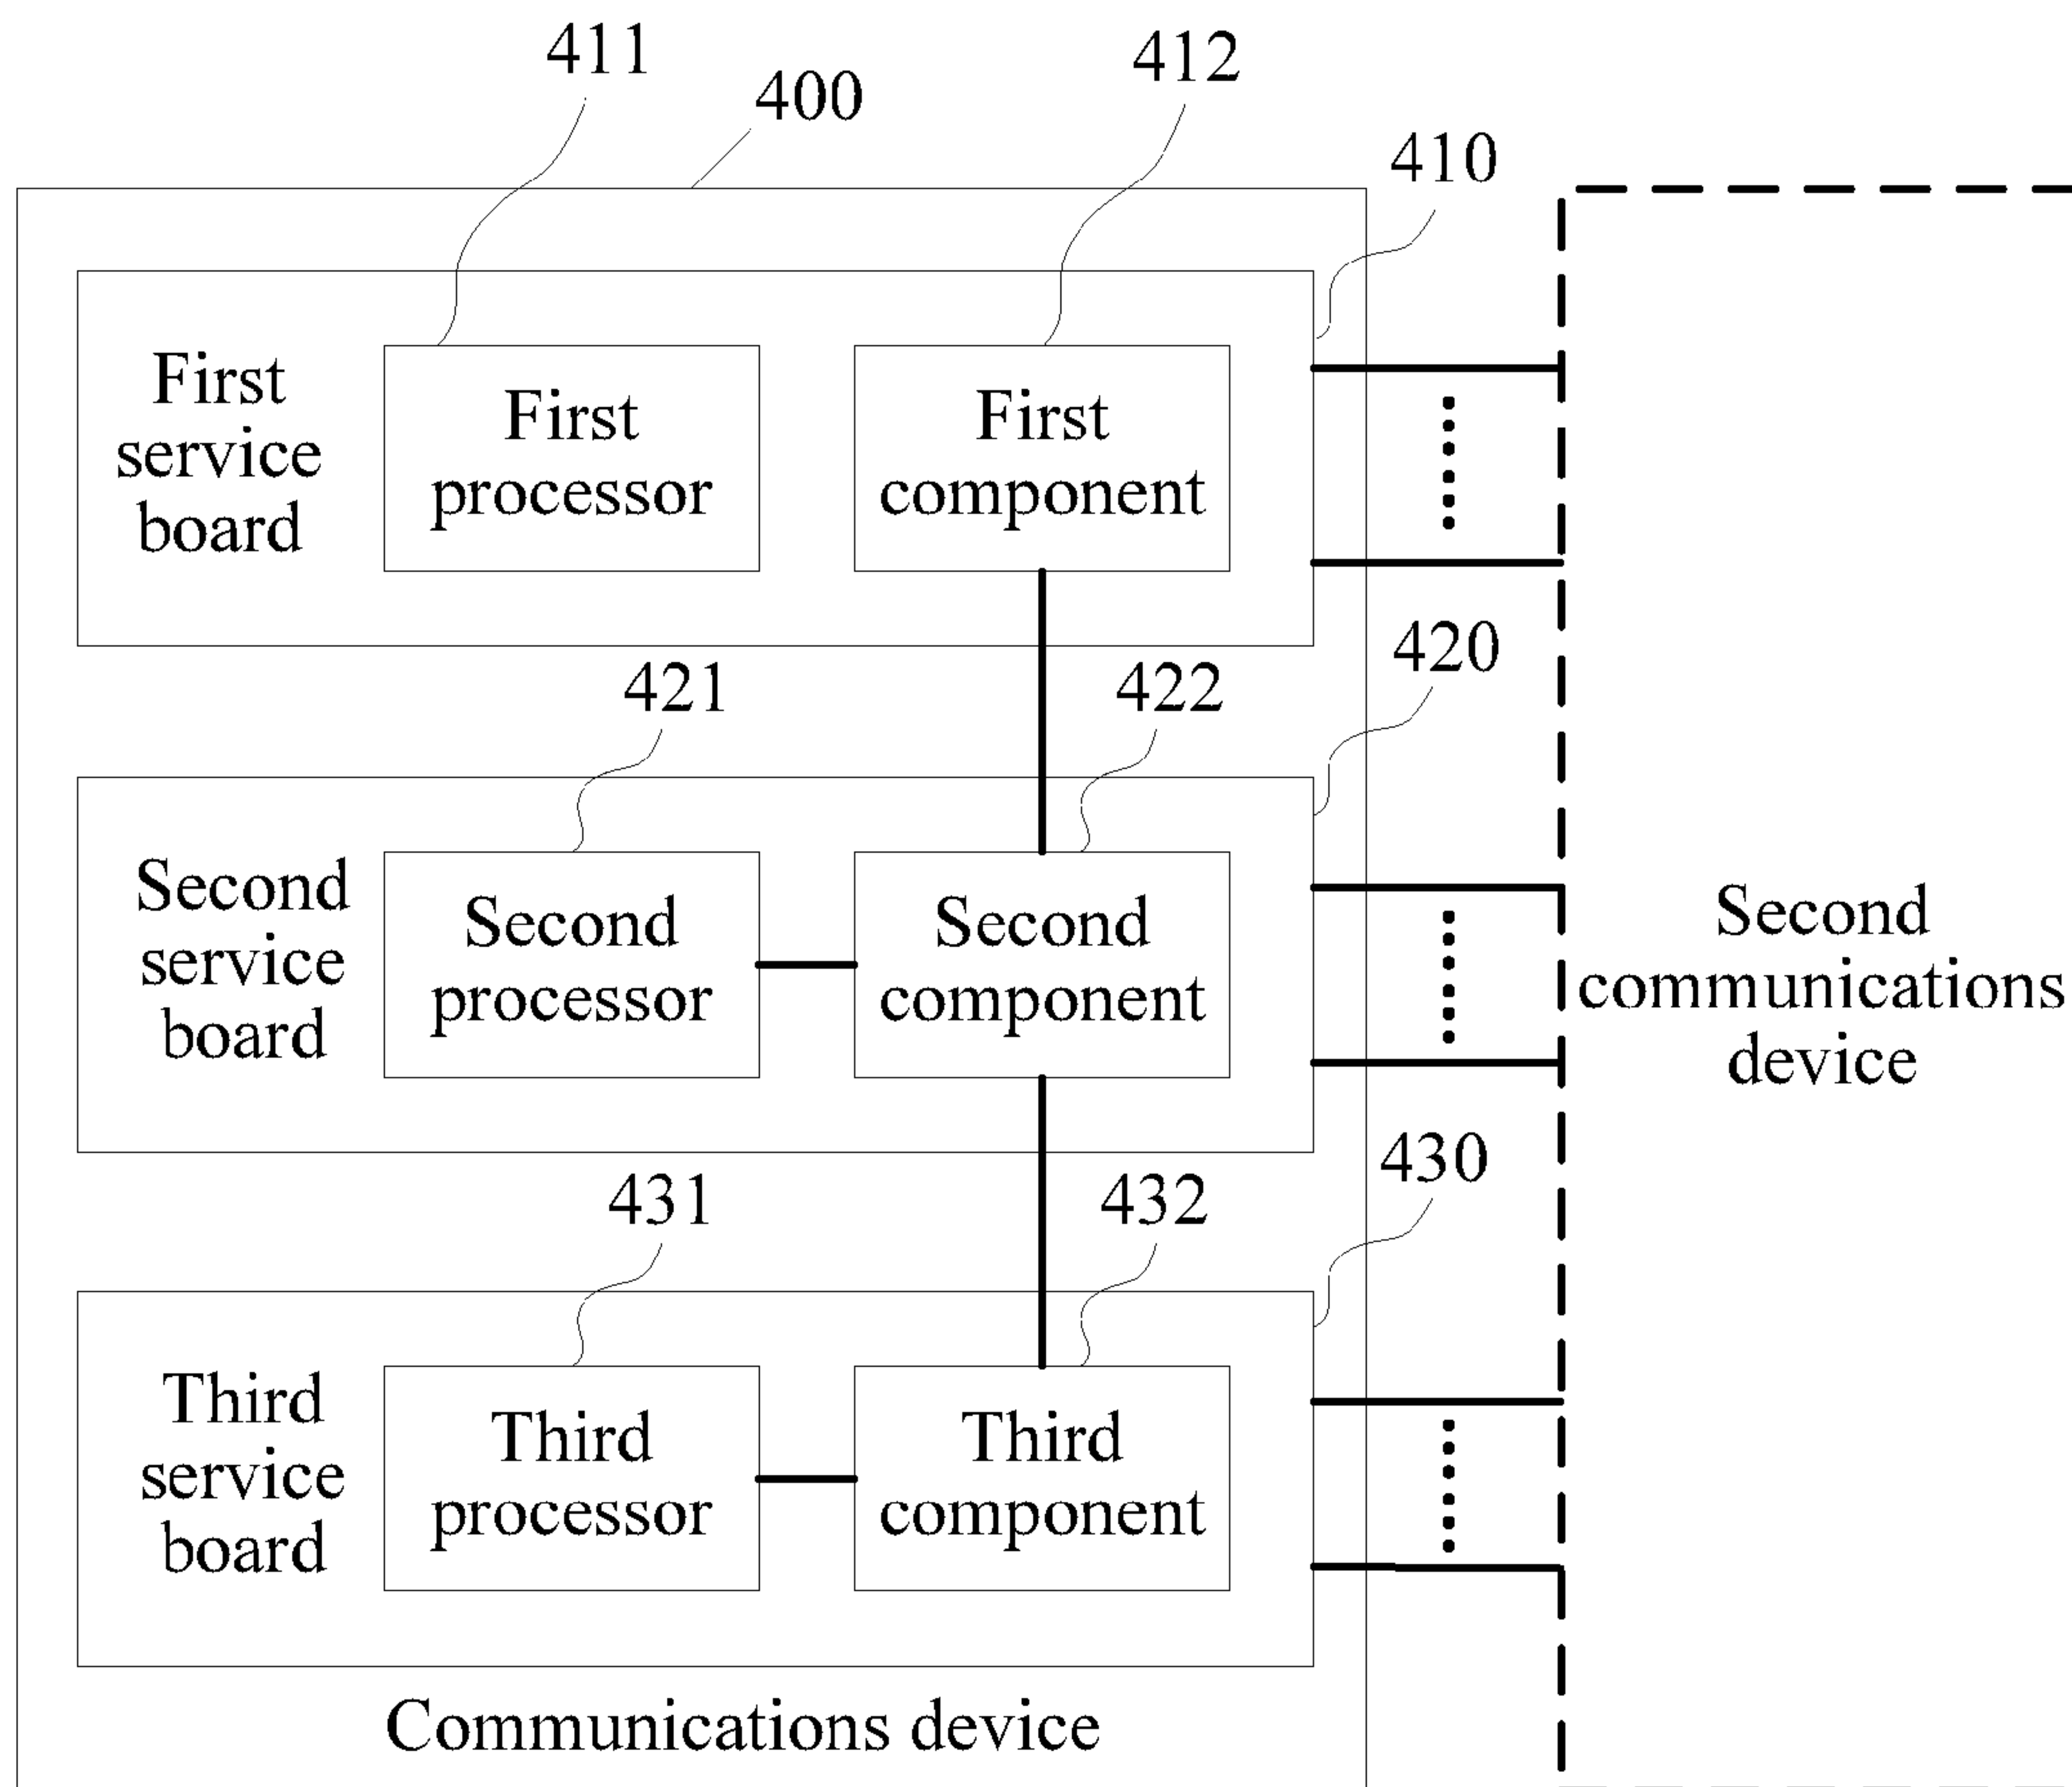 411
412
400
410
First
service
board
First
processor
First
component
420
421
422
Second
service
board
Second
processor
Second
component
Second
communications
device
430
431
432
Third
service
board
Third
processor
Third
component
Communications device